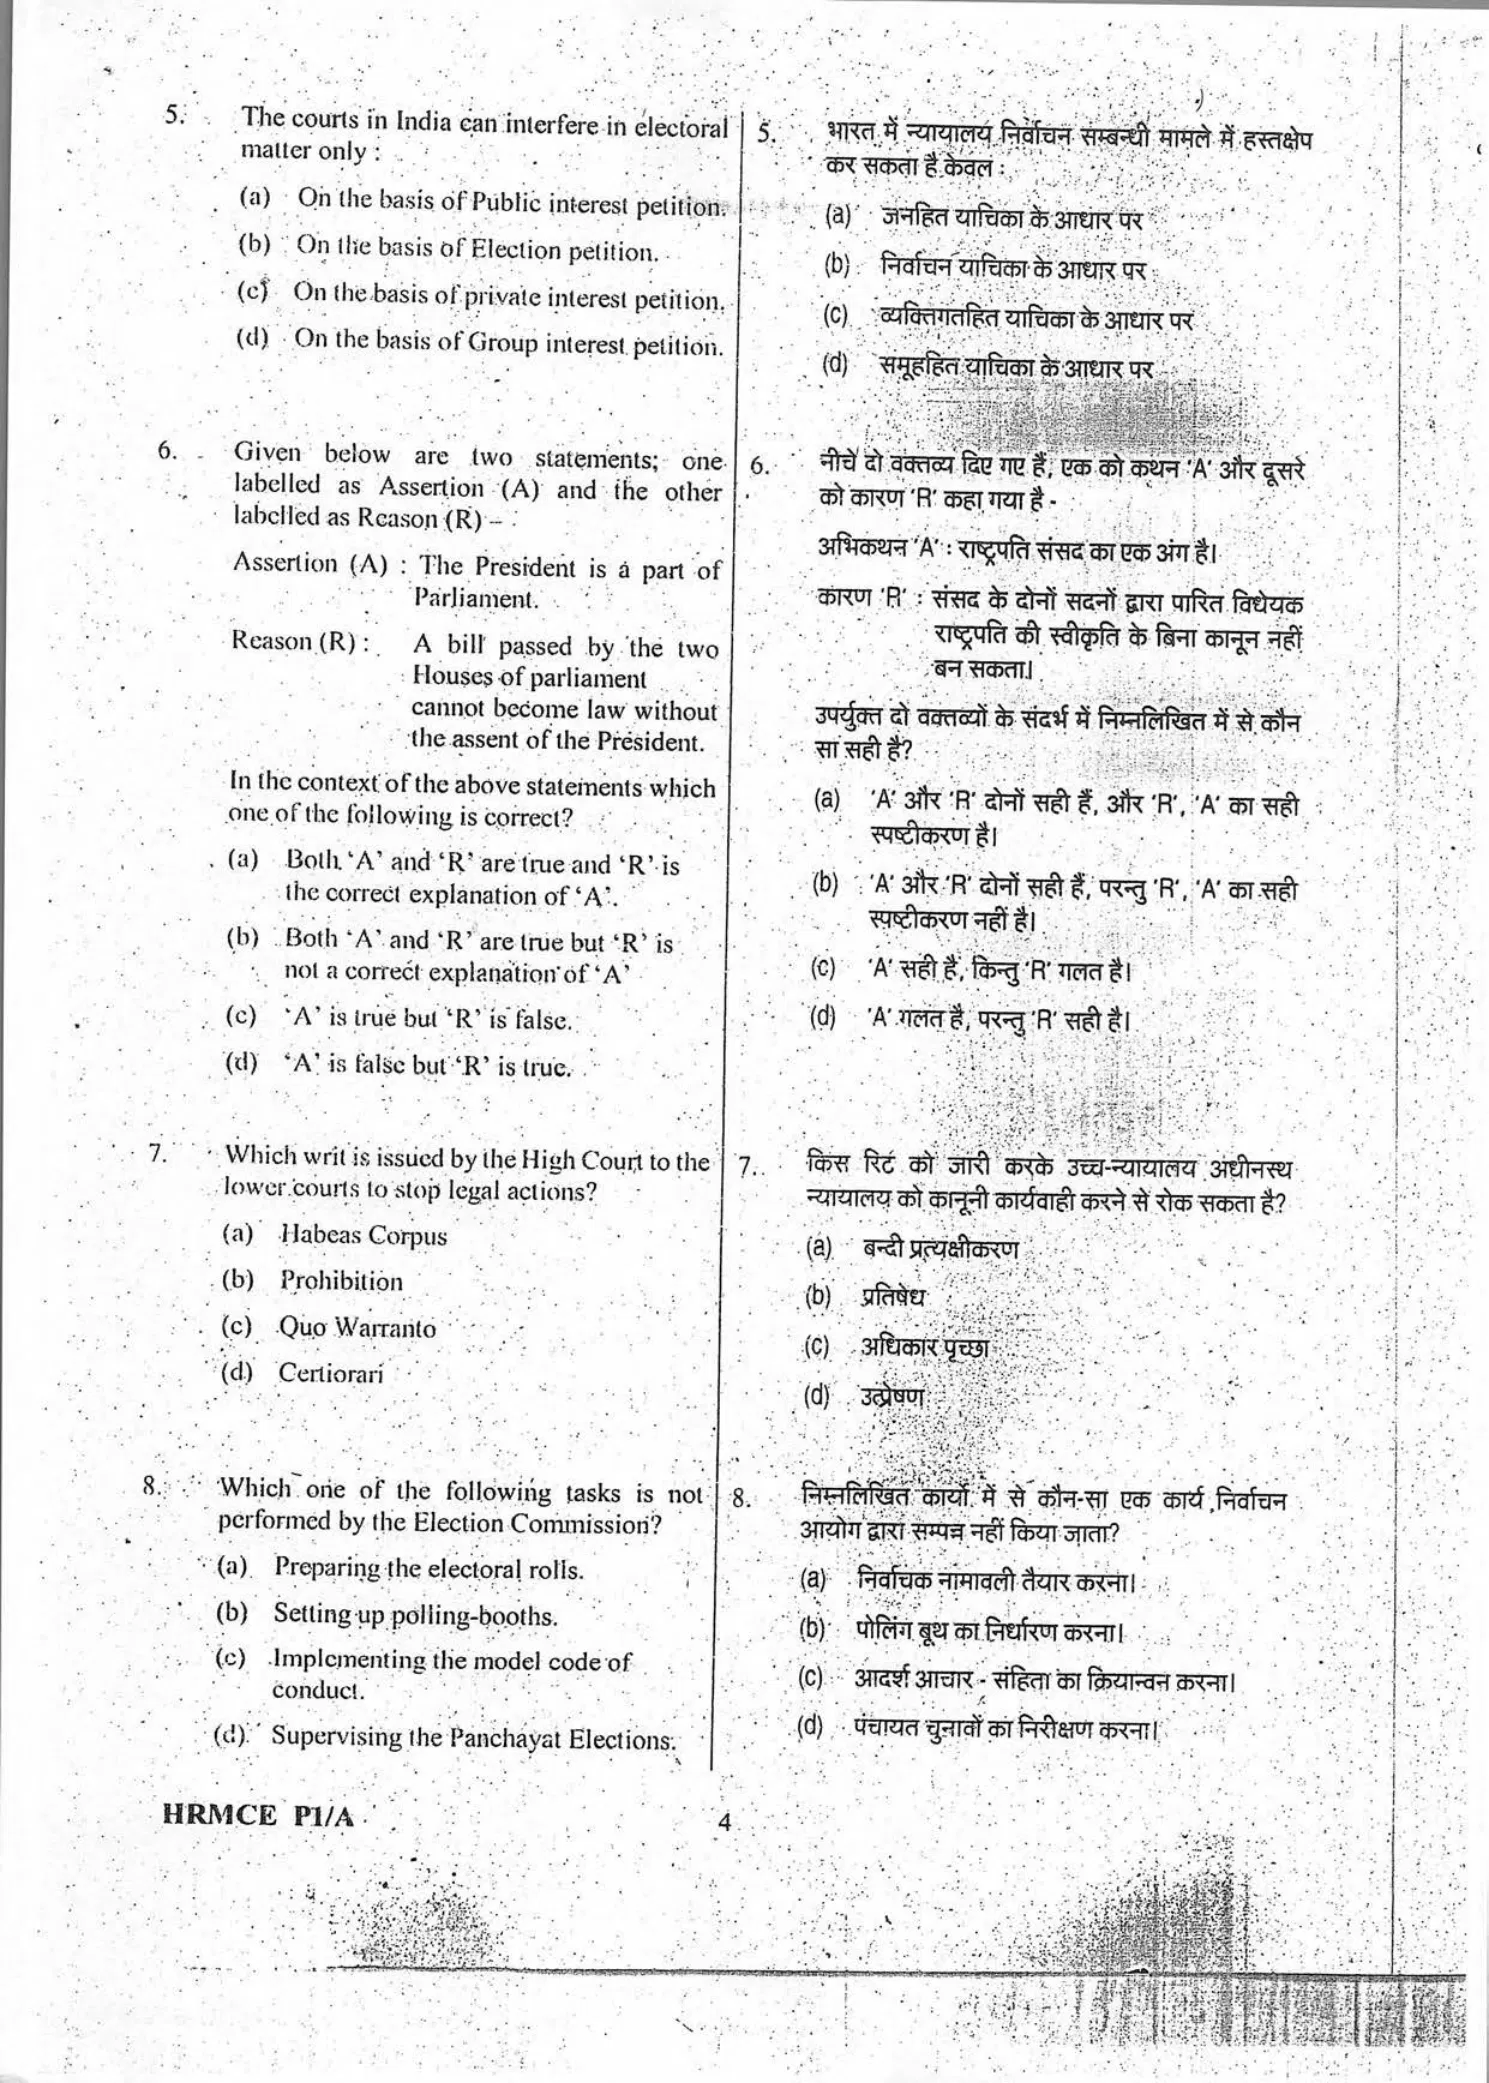 5. The courts in India can interfere in electoral
matter only :
(a) On the basis of Public interest petition.
(b) On the basis of Election petition.
(c) On the basis of private interest petition.
(d) On the basis of Group interest petition.
6. Given below are two statements; one
labelled as Assertion (A) and the other
labelled as Reason (R) –
Assertion (A) : The President is a part of
Parliament.
Reason (R) : A bill passed by the two
Houses of parliament
cannot become law without
the assent of the President.
In the context of the above statements which
one of the following is correct?
(a) Both ‘A’ and ‘R’ are true and ‘R’ is
the correct explanation of ‘A’.
(b) Both ‘A’ and ‘R’ are true but ‘R’ is
not a correct explanation of ‘A’
(c) ‘A’ is true but ‘R’ is false.
(d) ‘A’ is false but ‘R’ is true.
7. Which writ is issued by the High Court to the
lower courts to stop legal actions?
(a) Habeas Corpus
(b) Prohibition
(c) Quo Warranto
(d) Certiorari
8. Which one of the following tasks is not
performed by the Election Commission?
(a) Preparing the electoral rolls.
(b) Setting up polling-booths.
(c) Implementing the model code of
conduct.
(d) Supervising the Panchayat Elections.
5. भारत में न्यायालय निर्वाचन सम्बन्धी मामले में हस्तक्षेप
कर सकता है केवल :
(a) जनहित याचिका के आधार पर
(b) निर्वाचन याचिका के आधार पर
(c) व्यक्तिगतहित याचिका के आधार पर
(d) समूहहित याचिका के आधार पर
6. नीचे दो वक्तव्य दिए गए हैं, एक को कथन 'A' और दूसरे
को कारण 'R' कहा गया है -
अभिकथन 'A' : राष्ट्रपति संसद का एक अंग है।
कारण 'R' : संसद के दोनों सदनों द्वारा पारित विधेयक
राष्ट्रपति की स्वीकृति के बिना कानून नहीं
बन सकता।
उपर्युक्त दो वक्तव्यों के संदर्भ में निम्नलिखित में से कौन
सा सही है?
(a) 'A' और 'R' दोनों सही हैं, और 'R', 'A' का सही
स्पष्टीकरण है।
(b) 'A' और 'R' दोनों सही हैं, परन्तु 'R', 'A' का सही
स्पष्टीकरण नहीं है।
(c) 'A' सही है, किन्तु 'R' गलत है।
(d) 'A' गलत है, परन्तु 'R' सही है।
7. किस रिट को जारी करके उच्च-न्यायालय अधीनस्थ
न्यायालय को कानूनी कार्यवाही करने से रोक सकता है?
(a) बन्दी प्रत्यक्षीकरण
(b) प्रतिषेध
(c) अधिकार पृच्छा
(d) उत्प्रेषण
8. निम्नलिखित कार्यो में से कौन-सा एक कार्य निर्वाचन
आयोग द्वारा सम्पन्न नहीं किया जाता?
(a) निर्वाचक नामावली तैयार करना।
(b) पोलिंग बूथ का निर्धारण करना।
(c) आदर्श आचार - संहिता का क्रियान्वन करना।
(d) पंचायत चुनावों का निरीक्षण करना।
HRMCE P1/A
4